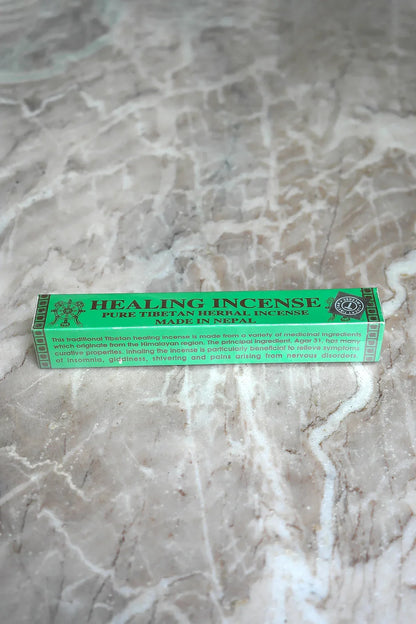 HEALING INCENSE
PURE TIBETAN HERBAL INCENSE
MADE IN NEPAL
This traditional Tibetan healing incense is made from a variety of medicinal ingredients
which originate from the Himalayan region. The principal ingredient. Agar 31, has many
curative properties. Inhaling the incense is particularly beneficial to relieve symptoms
of insomnia, giddiness, shivering and pains arising from nervous disorders.